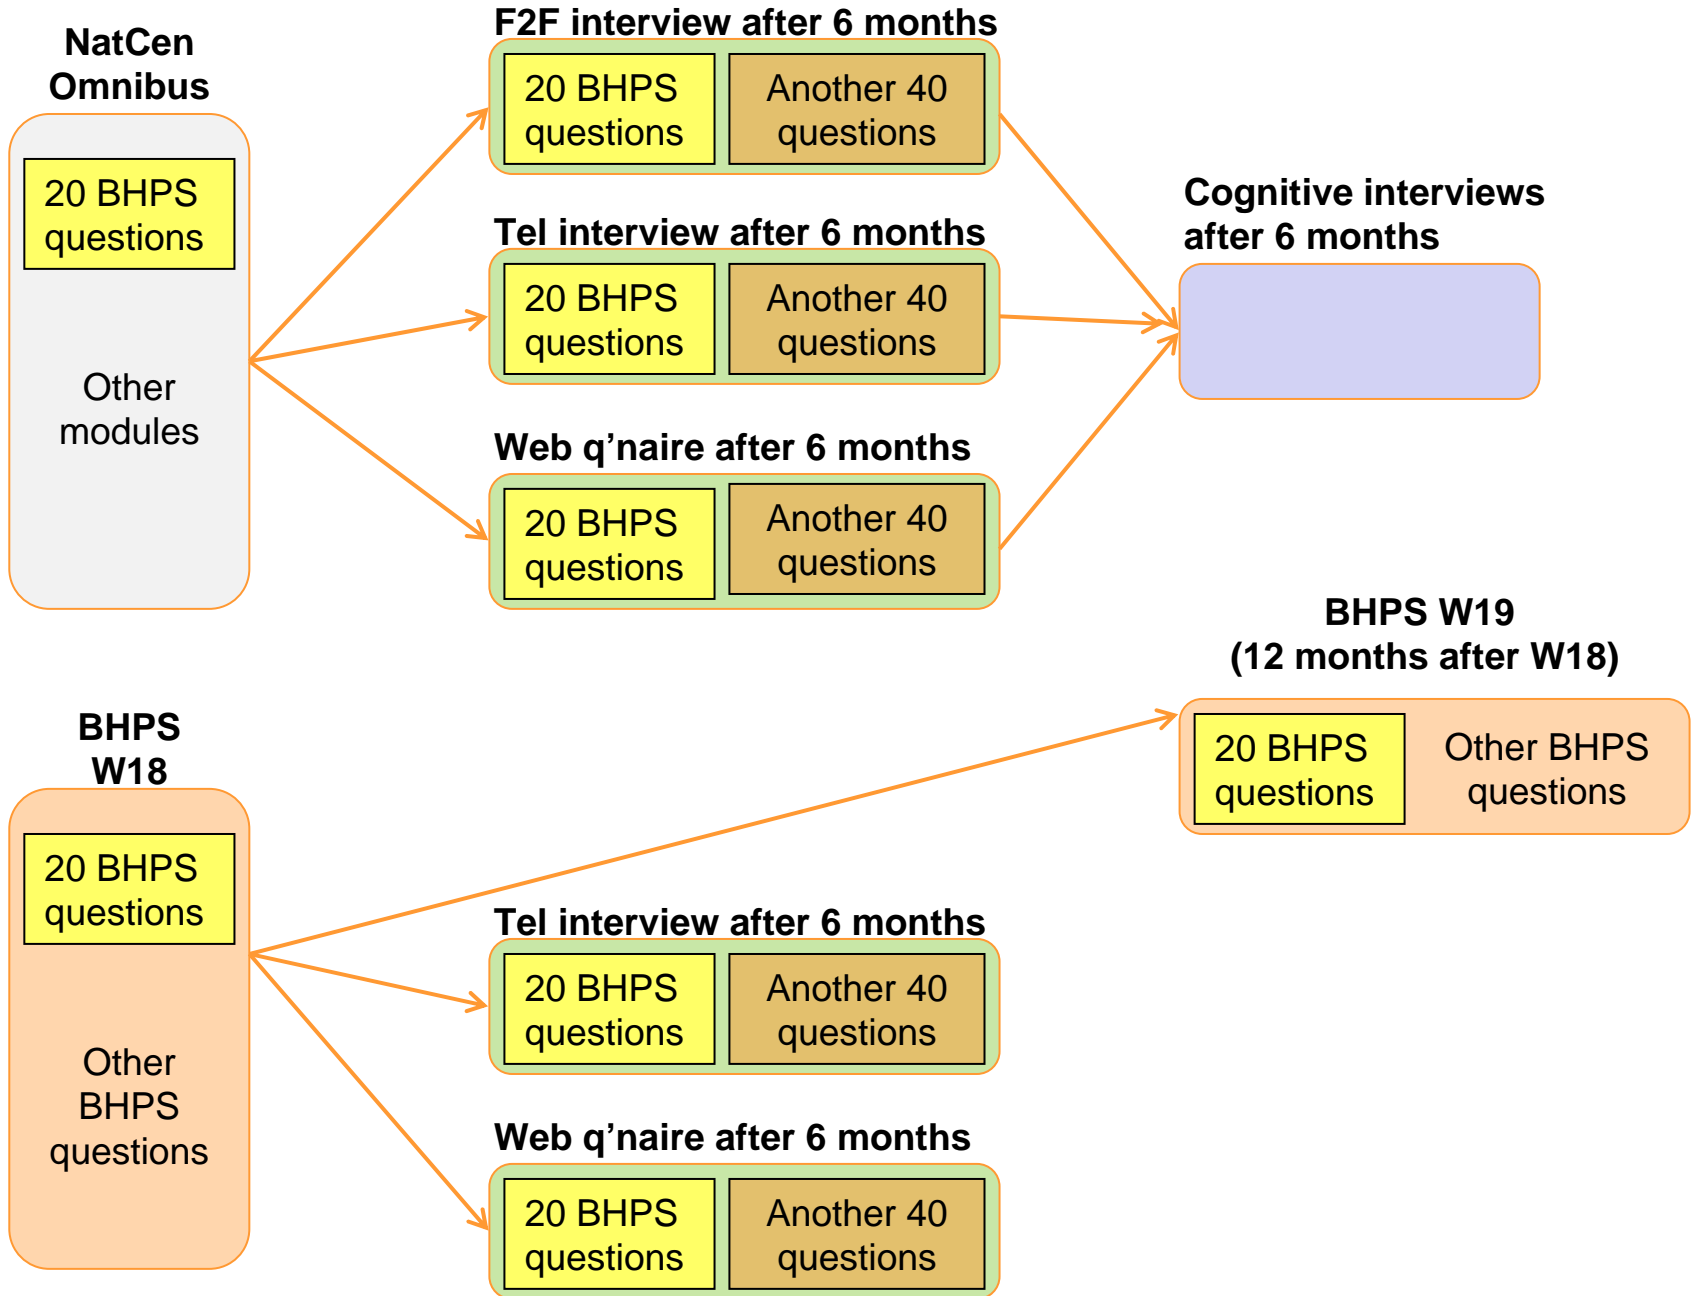 NatCen
Omnibus
20 BHPS
questions
Other
modules
F2F interview after 6 months
20 BHPS
questions
Another 40
questions
Tel interview after 6 months
20 BHPS
questions
Another 40
questions
Web q’naire after 6 months
20 BHPS
questions
Another 40
questions
Cognitive interviews
after 6 months
BHPS W19
(12 months after W18)
20 BHPS
questions
Other BHPS
questions
BHPS
W18
20 BHPS
questions
Other
BHPS
questions
Tel interview after 6 months
20 BHPS
questions
Another 40
questions
Web q’naire after 6 months
20 BHPS
questions
Another 40
questions